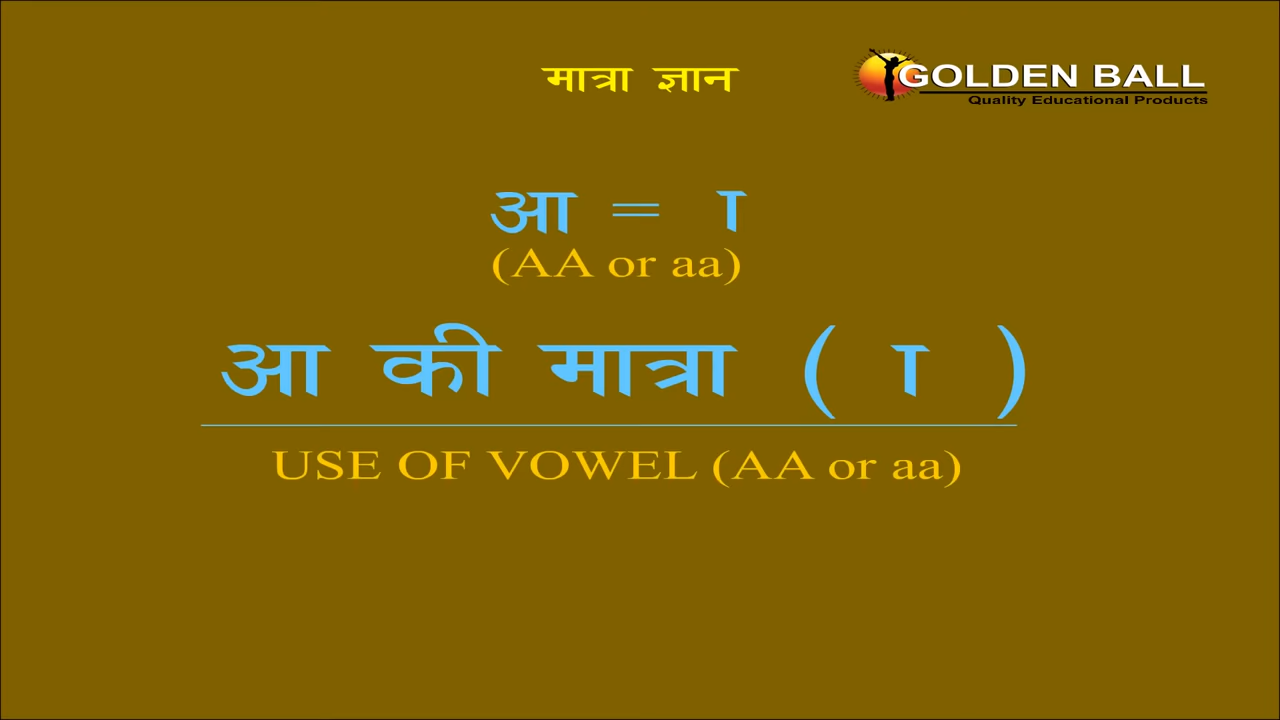 मात्रा ज्ञान
GOLDEN BALL
Quality Educational Products
आ = ा
(AA or aa)
आ की मात्रा ( ा )
USE OF VOWEL (AA or aa)